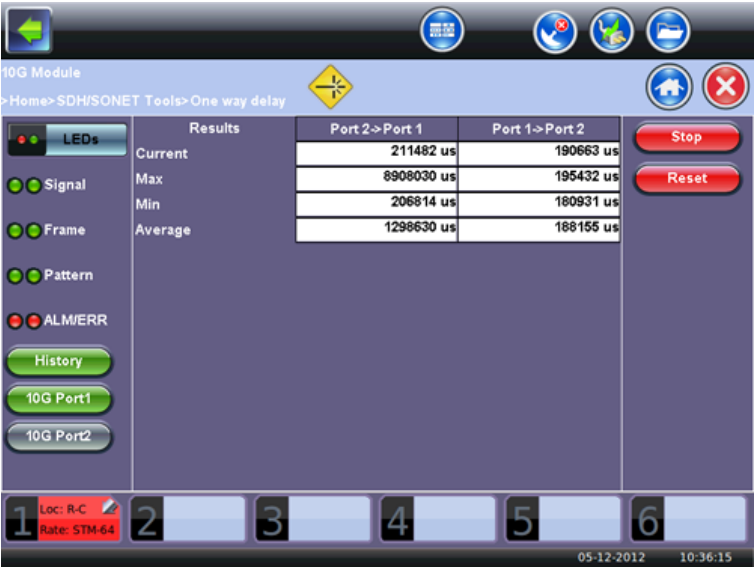 10G Module
>Home>SDH/SONET Tools>One way delay
LEDs
Signal
Frame
Pattern
ALM/ERR
History
10G Port1
10G Port2
Results Port 2->Port 1 Port 1->Port 2
Current 211482 us 190663 us
Max 8908030 us 195432 us
Min 206814 us 180931 us
Average 1298630 us 188155 us
Stop
Reset
1 Loc: R-C
Rate: STM-64
2
3
4
5
6
05-12-2012 10:36:15